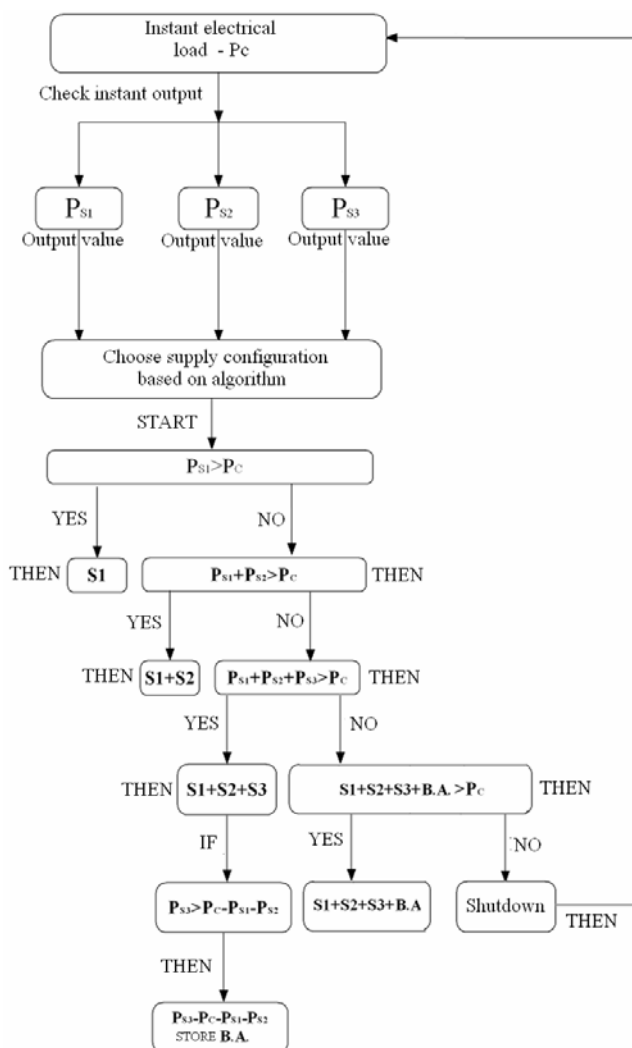 Instant electrical
load - Pc
Check instant output
PS1
PS2
PS3
Output value
Output value
Output value
Choose supply configuration
based on algorithm
START
PS1>PC
YES
NO
THEN
S1
PS1+PS2>PC
THEN
YES
NO
THEN
S1+S2
PS1+PS2+PS3>PC
THEN
YES
NO
THEN
S1+S2+S3
S1+S2+S3+B.A. >PC
THEN
IF
YES
NO
PS3>PC-PS1-PS2
S1+S2+S3+B.A
Shutdown
THEN
THEN
PS3-PC-PS1-PS2
STORE B.A.